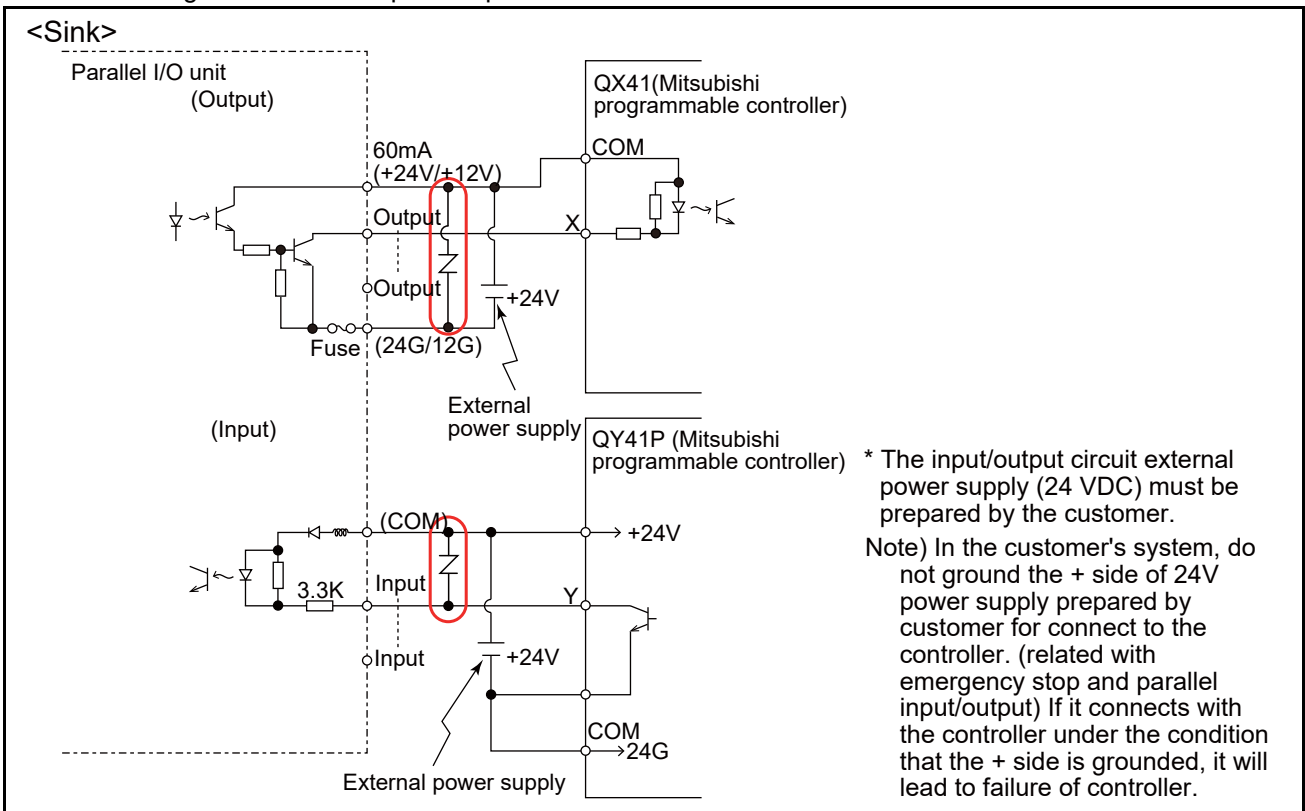 <Sink>
Parallel I/O unit
(Output)
QX41(Mitsubishi
programmable controller)
60mA
(+24V/+12V)
COM
Output
X
Output
+24V
Fuse
(24G/12G)
External
power supply
(Input)
QY41P (Mitsubishi
programmable controller)
(COM)
+24V
3.3K
Input
Y
Input
+24V
COM
24G
External power supply
* The input/output circuit external
power supply (24 VDC) must be
prepared by the customer.
Note) In the customer's system, do
not ground the + side of 24V
power supply prepared by
customer for connect to the
controller. (related with
emergency stop and parallel
input/output) If it connects with
the controller under the condition
that the + side is grounded, it will
lead to failure of controller.